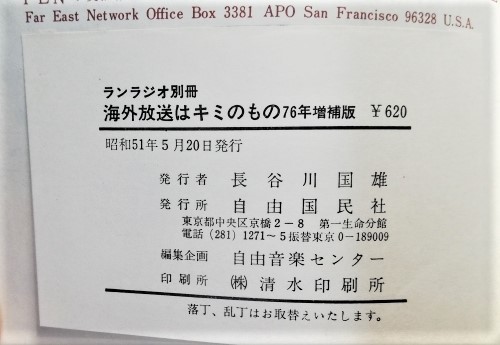 Far East Network Office Box 3381 APO San Francisco 96328 U.S.A.
ランラジオ別冊
海外放送はキミのもの76年増補版 ￥620
昭和51年5月20日発行
発行者 長谷川国雄
発行所 自由国民社
東京都中央区京橋2－8 第一生命分館
電話(281)1271～5振替東京0－189009
編集企画 自由音楽センター
印刷所 ㈱清水印刷所
落丁、乱丁はお取替えいたします。